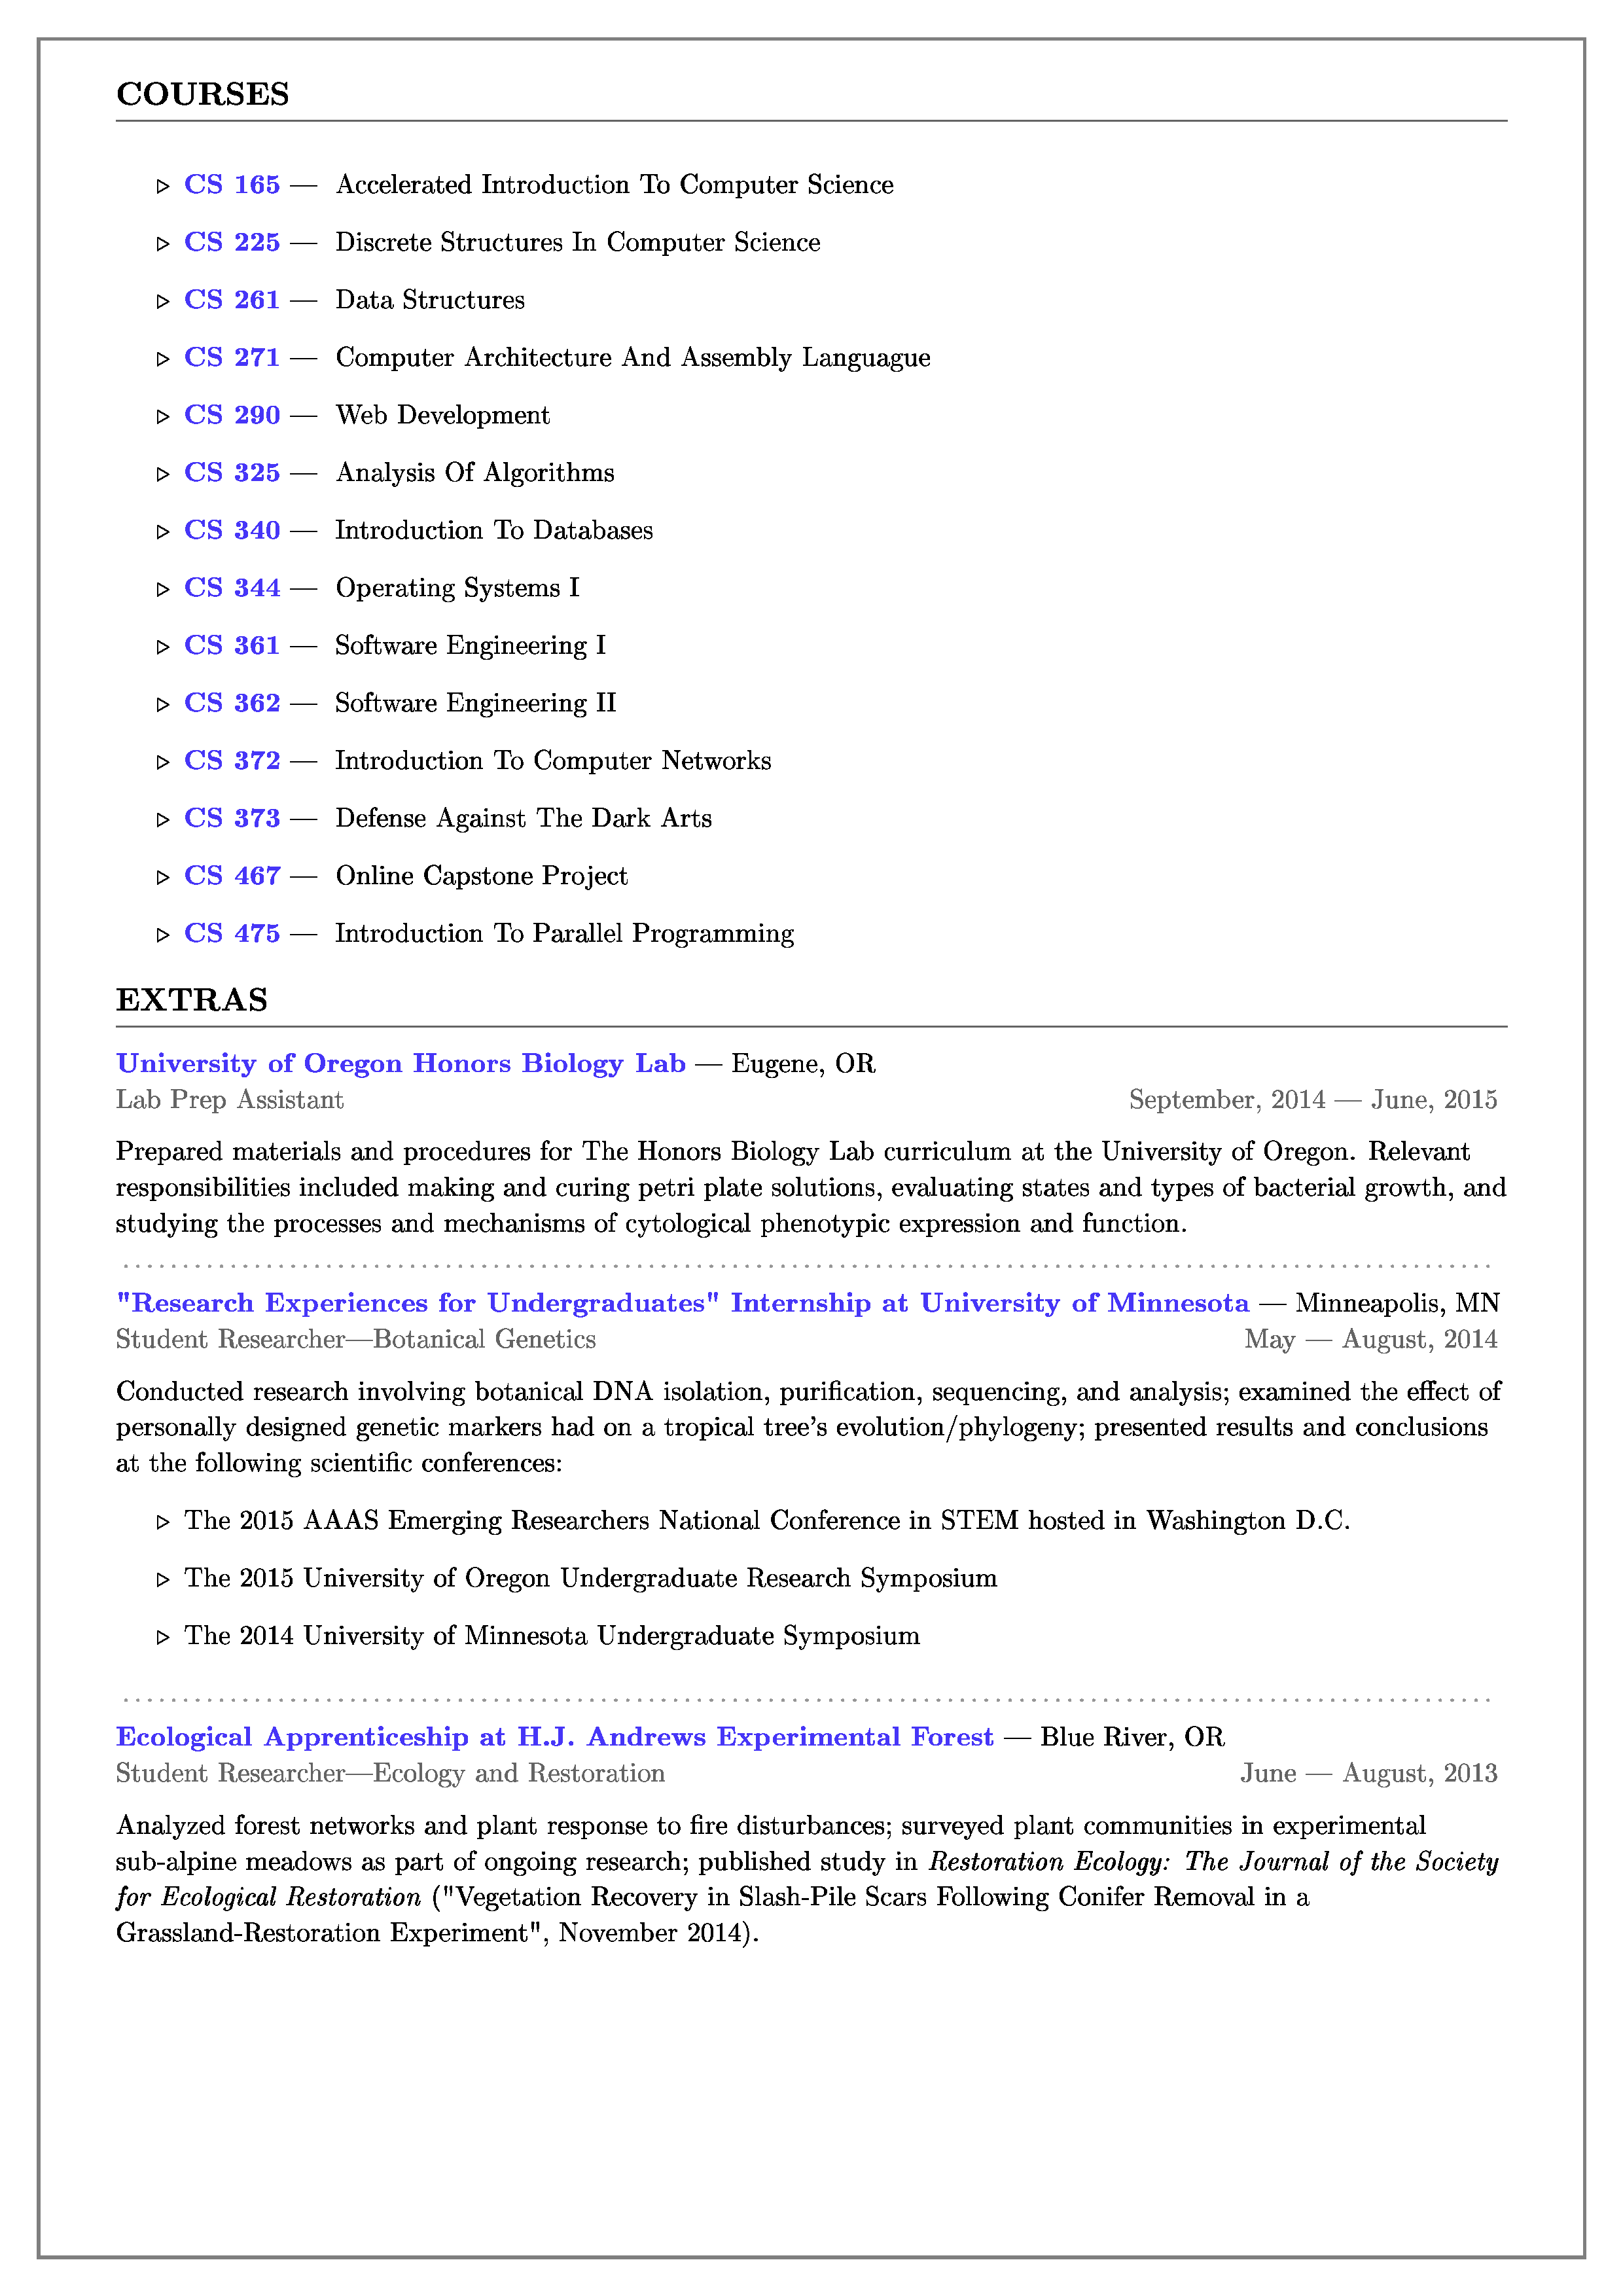 COURSES
▷ CS 165 — Accelerated Introduction To Computer Science
▷ CS 225 — Discrete Structures In Computer Science
▷ CS 261 — Data Structures
▷ CS 271 — Computer Architecture And Assembly Languague
▷ CS 290 — Web Development
▷ CS 325 — Analysis Of Algorithms
▷ CS 340 — Introduction To Databases
▷ CS 344 — Operating Systems I
▷ CS 361 — Software Engineering I
▷ CS 362 — Software Engineering II
▷ CS 372 — Introduction To Computer Networks
▷ CS 373 — Defense Against The Dark Arts
▷ CS 467 — Online Capstone Project
▷ CS 475 — Introduction To Parallel Programming
EXTRAS
University of Oregon Honors Biology Lab — Eugene, OR
Lab Prep Assistant September, 2014 — June, 2015
Prepared materials and procedures for The Honors Biology Lab curriculum at the University of Oregon. Relevant
responsibilities included making and curing petri plate solutions, evaluating states and types of bacterial growth, and
studying the processes and mechanisms of cytological phenotypic expression and function.
"Research Experiences for Undergraduates" Internship at University of Minnesota — Minneapolis, MN
Student Researcher—Botanical Genetics May — August, 2014
Conducted research involving botanical DNA isolation, purification, sequencing, and analysis; examined the effect of
personally designed genetic markers had on a tropical tree's evolution/phylogeny; presented results and conclusions
at the following scientific conferences:
▷ The 2015 AAAS Emerging Researchers National Conference in STEM hosted in Washington D.C.
▷ The 2015 University of Oregon Undergraduate Research Symposium
▷ The 2014 University of Minnesota Undergraduate Symposium
Ecological Apprenticeship at H.J. Andrews Experimental Forest — Blue River, OR
Student Researcher—Ecology and Restoration June — August, 2013
Analyzed forest networks and plant response to fire disturbances; surveyed plant communities in experimental
sub-alpine meadows as part of ongoing research; published study in Restoration Ecology: The Journal of the Society
for Ecological Restoration ("Vegetation Recovery in Slash-Pile Scars Following Conifer Removal in a
Grassland-Restoration Experiment", November 2014).